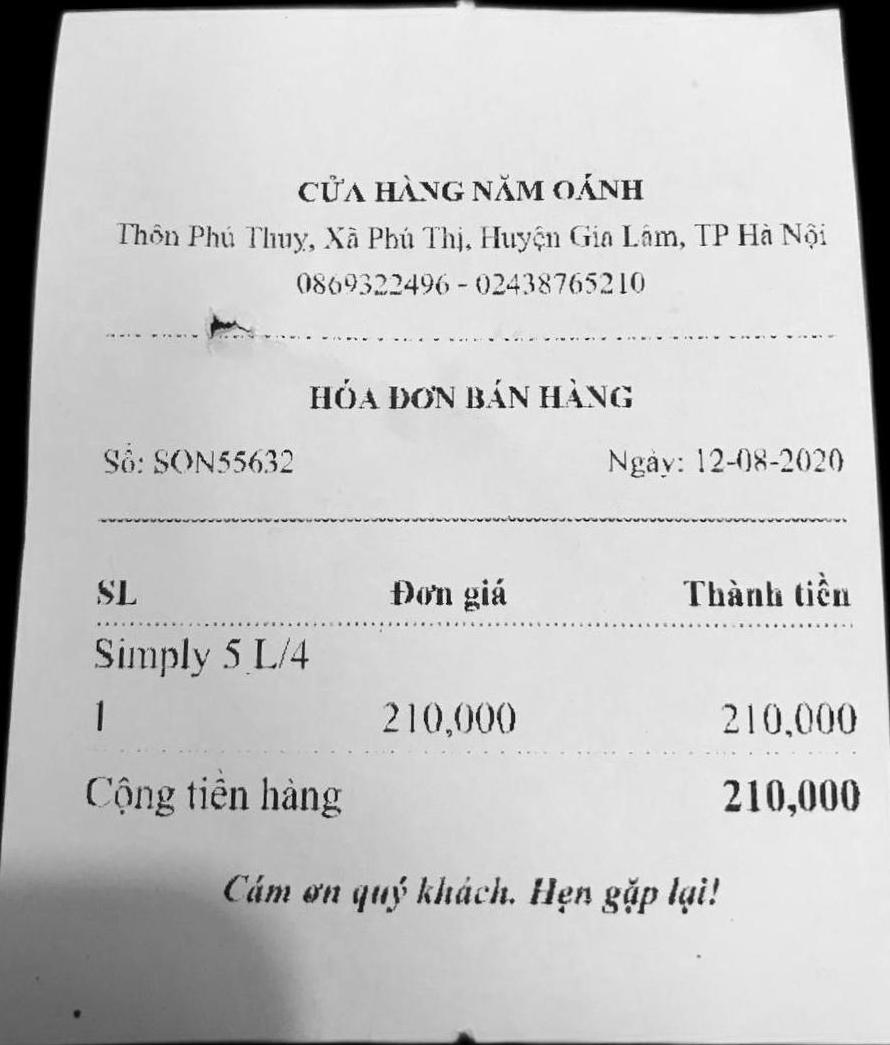 CỬA HÀNG NĂM OÁNH
Thôn Phú Thuỵ, Xã Phú Thị, Huyện Gia Lâm, TP Hà Nội
0869322496 - 02438765210
HÓA ĐƠN BÁN HÀNG
Số: SON55632 Ngày: 12-08-2020
SL Đơn giá Thành tiền
Simply 5 L/4
1 210,000 210,000
Cộng tiền hàng 210,000
Cám ơn quý khách. Hẹn gặp lại!